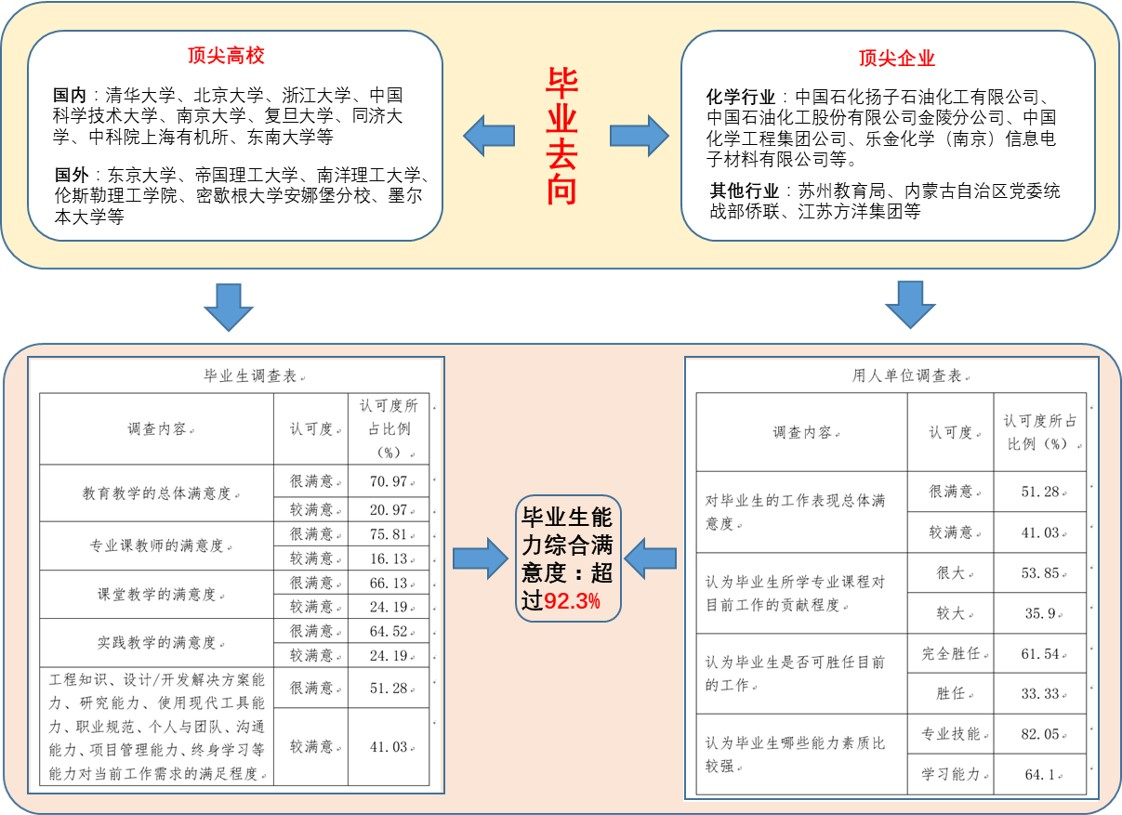 顶尖高校
国内：清华大学、北京大学、浙江大学、中国
科学技术大学、南京大学、复旦大学、同济大
学、中科院上海有机所、东南大学等
国外：东京大学、帝国理工大学、南洋理工大学、
伦斯勒理工学院、密歇根大学安娜堡分校、墨尔
本大学等
毕业去向
顶尖企业
化学行业：中国石化扬子石油化工有限公司、
中国石油化工股份有限公司金陵分公司、中国
化学工程集团公司、乐金化学（南京）信息电
子材料有限公司等。
其他行业：苏州教育局、内蒙古自治区党委统
战部侨联、江苏方洋集团等
毕业生调查表
调查内容 认可度 认可度所
占比例
（%）
教育教学的总体满意度 很满意 70.97
较满意 20.97
专业课教师的满意度 很满意 75.81
较满意 16.13
课堂教学的满意度 很满意 66.13
较满意 24.19
实践教学的满意度 很满意 64.52
较满意 24.19
工程知识、设计/开发解决方案能
力、研究能力、使用现代工具能
力、职业规范、个人与团队、沟通
能力、项目管理能力、终身学习等
能力对当前工作需求的满足程度
很满意 51.28
较满意 41.03
毕业生能
力综合满
意度：超
过92.3%
用人单位调查表
调查内容 认可度 认可度所占
比例（%）
对毕业生的工作表现总体满
意度
很满意 51.28
较满意 41.03
认为毕业生所学专业课程对
目前工作的贡献程度
很大 53.85
较大 35.9
认为毕业生是否可胜任目前
的工作
完全胜任 61.54
胜任 33.33
认为毕业生哪些能力素质比
较强
专业技能 82.05
学习能力 64.1